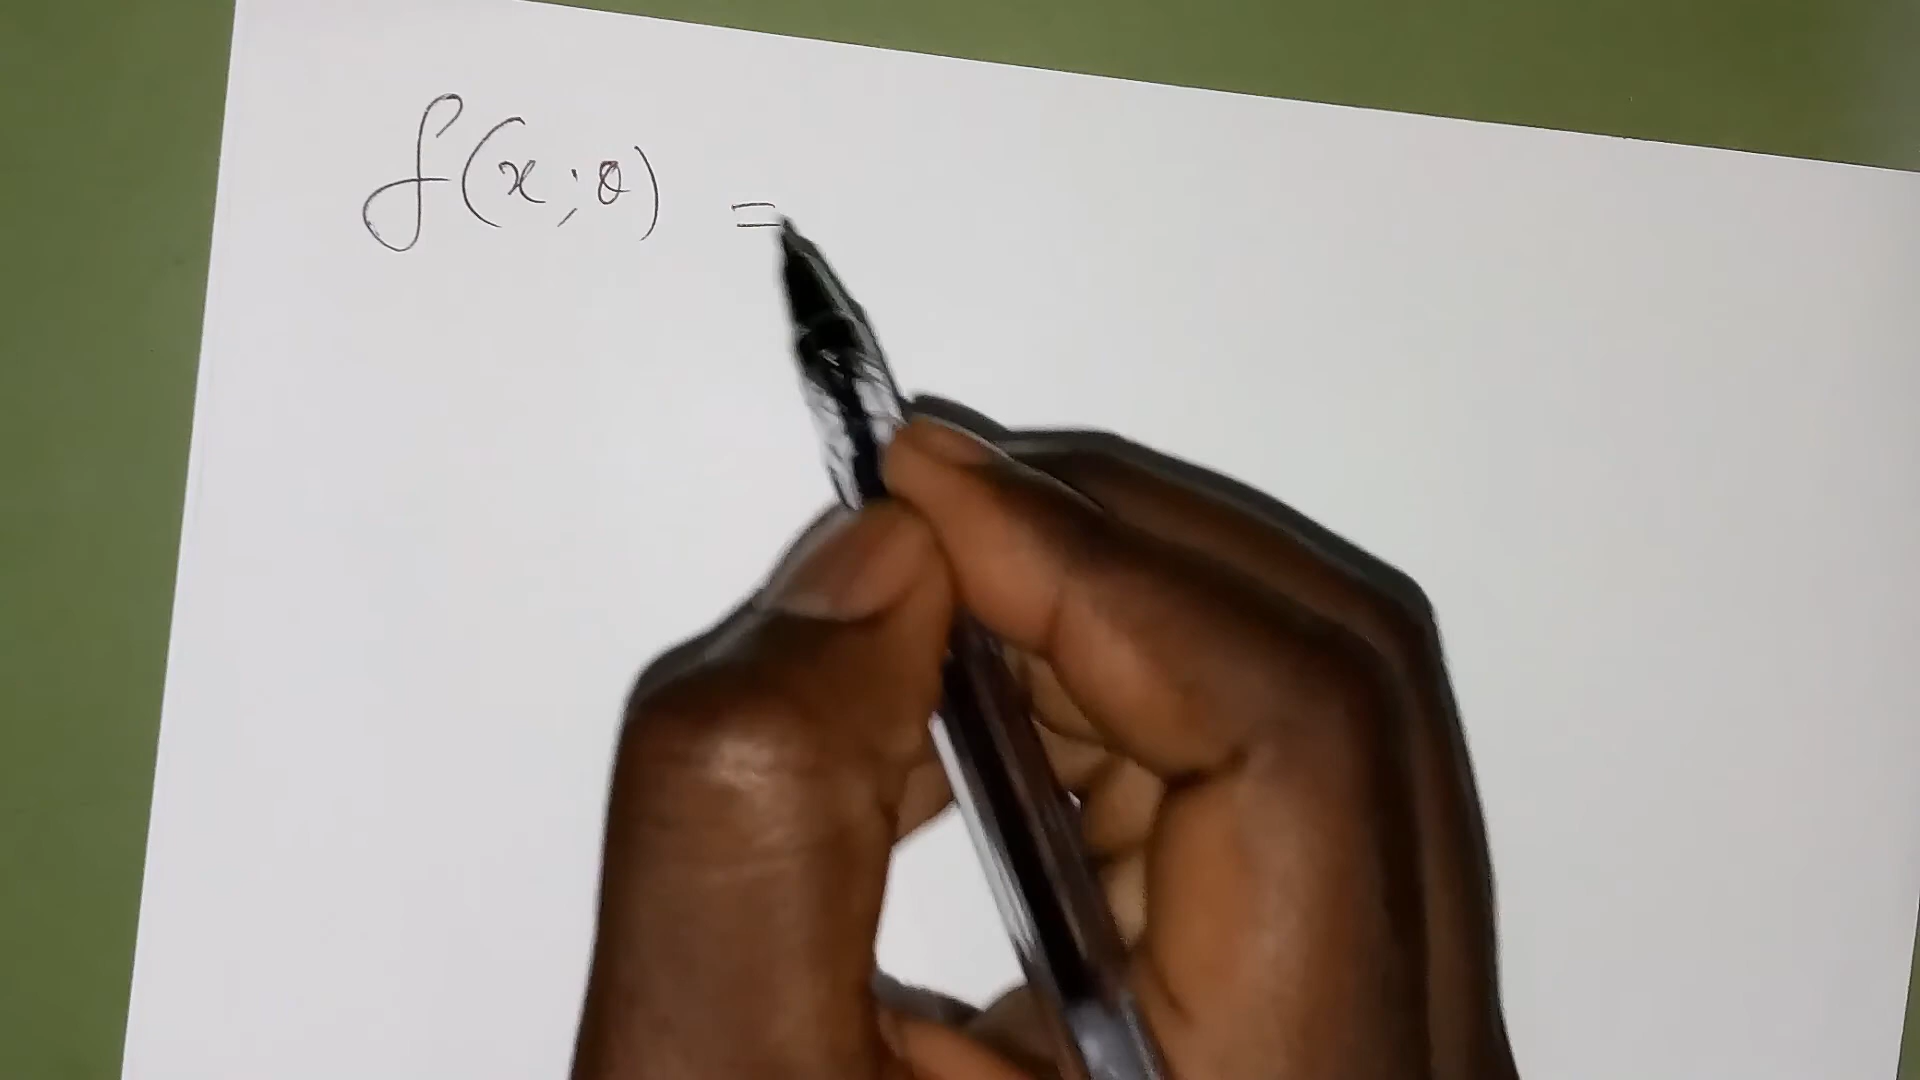 f(x;θ) =